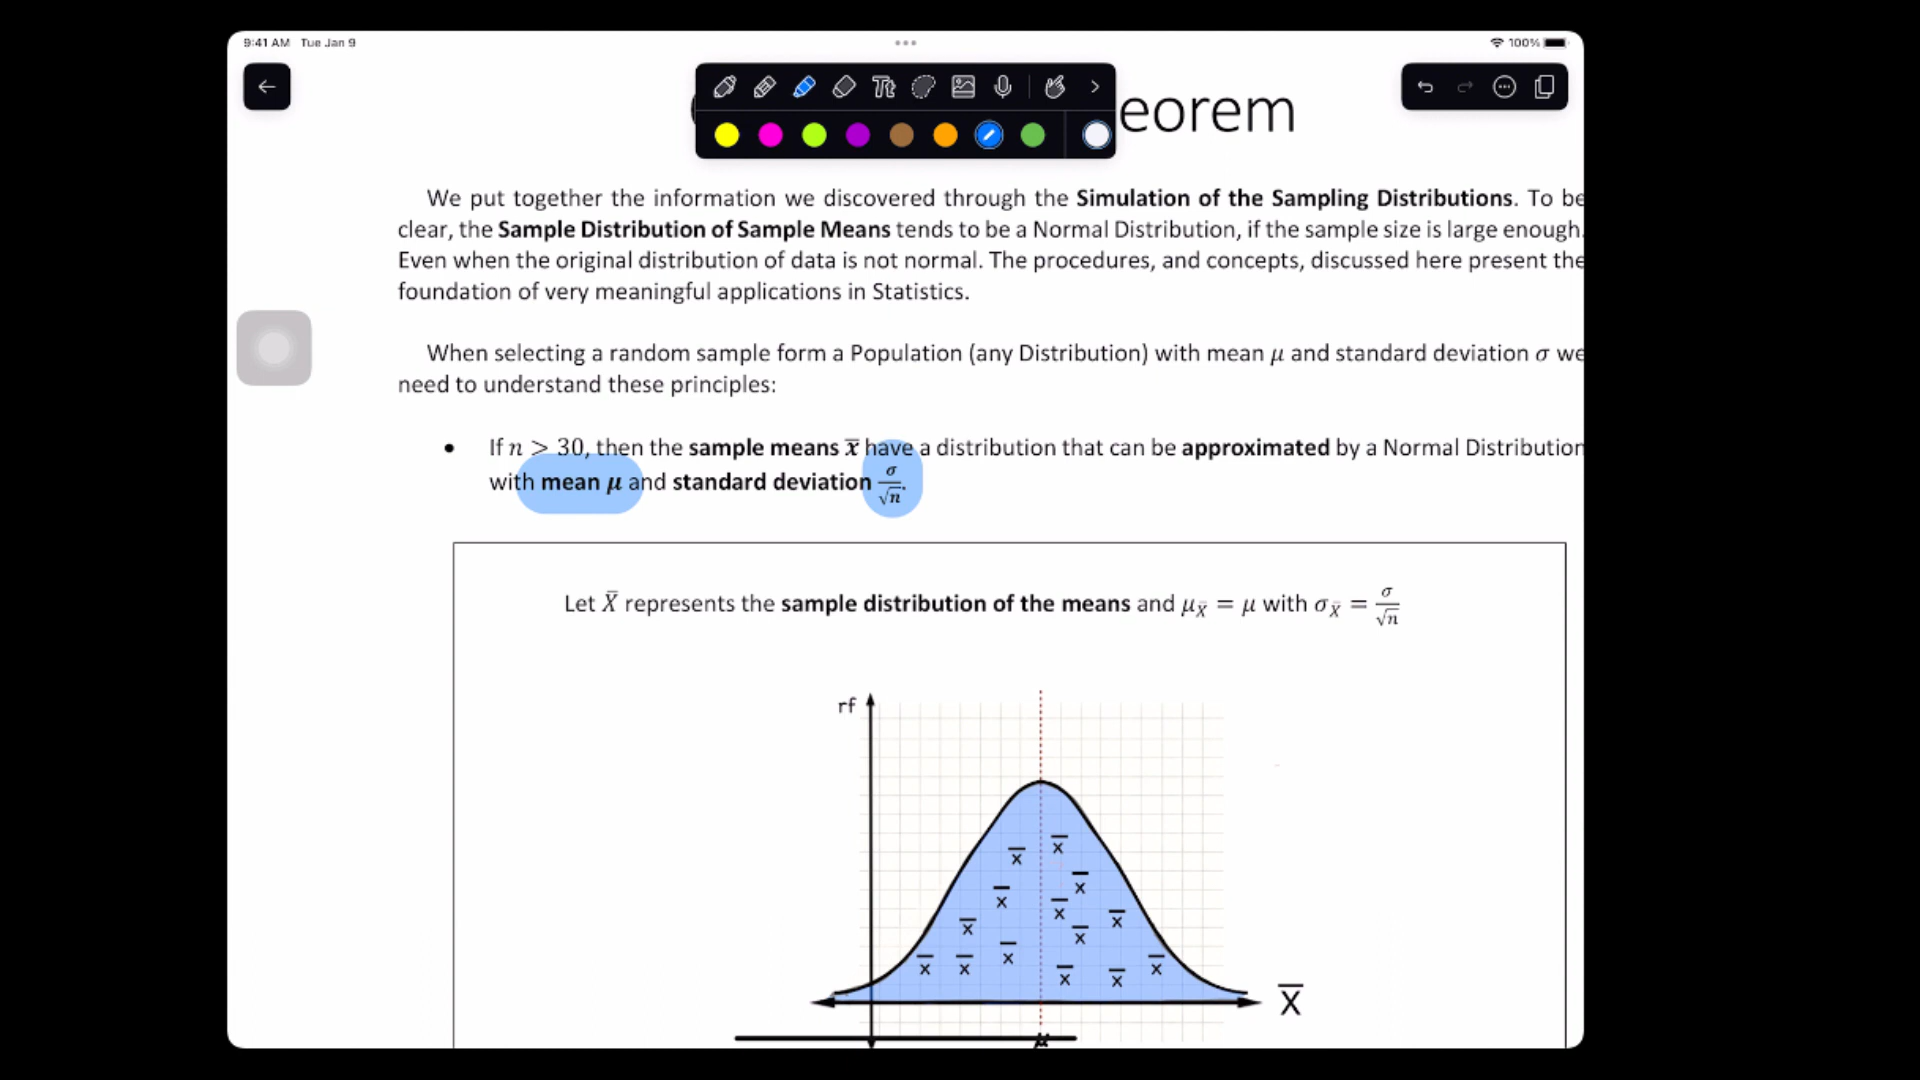 9:41 AM Tue Jan 9
100%
Tt
eorem
We put together the information we discovered through the Simulation of the Sampling Distributions. To be
clear, the Sample Distribution of Sample Means tends to be a Normal Distribution, if the sample size is large enough.
Even when the original distribution of data is not normal. The procedures, and concepts, discussed here present the
foundation of very meaningful applications in Statistics.
When selecting a random sample form a Population (any Distribution) with mean μ and standard deviation σ we
need to understand these principles:
• If n > 30, then the sample means x̅ have a distribution that can be approximated by a Normal Distribution
with mean μ and standard deviation σ/√n.
Let X̅ represents the sample distribution of the means and μ_X̅ = μ with σ_X̅ = σ/√n
rf
x̅ x̅
x̅
x̅ x̅
x̅ x̅
x̅ x̅
x̅ x̅ x̅
x̅ x̅
X̅
μ